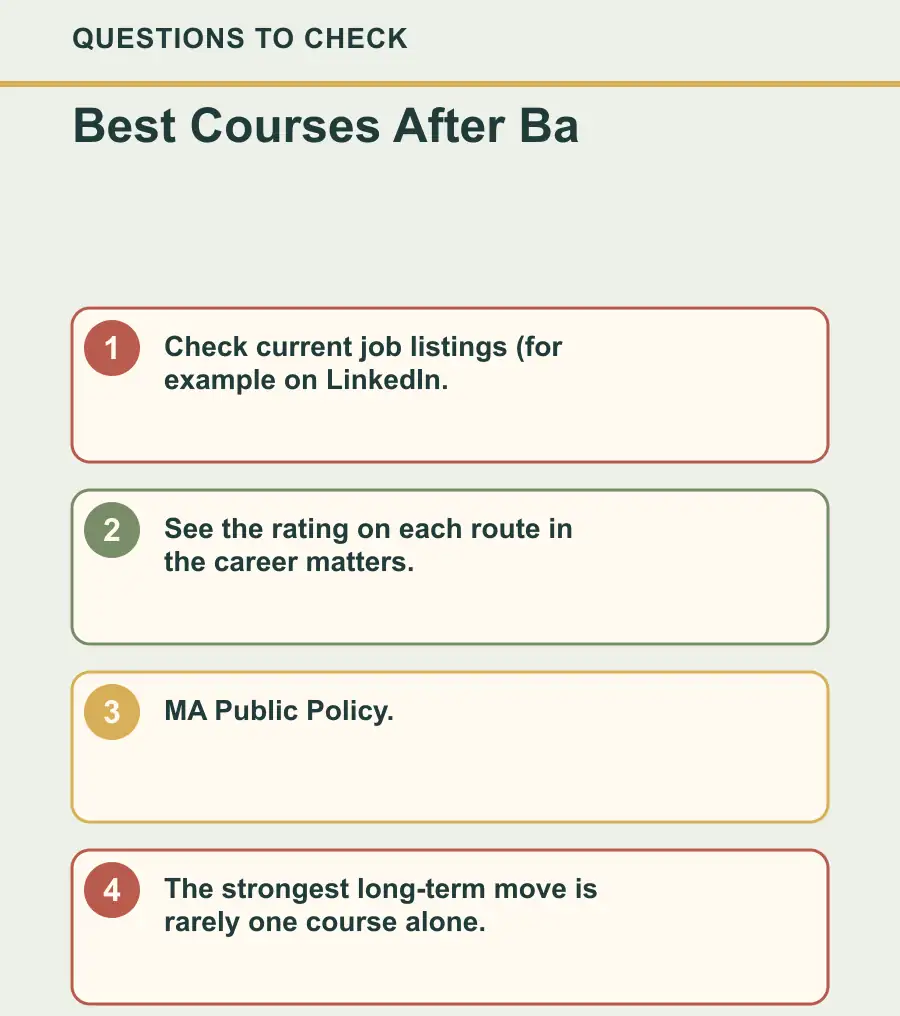 QUESTIONS TO CHECK
Best Courses After Ba
1
Check current job listings (for
example on LinkedIn.
2
See the rating on each route in
the career matters.
3
MA Public Policy.
4
The strongest long-term move is
rarely one course alone.